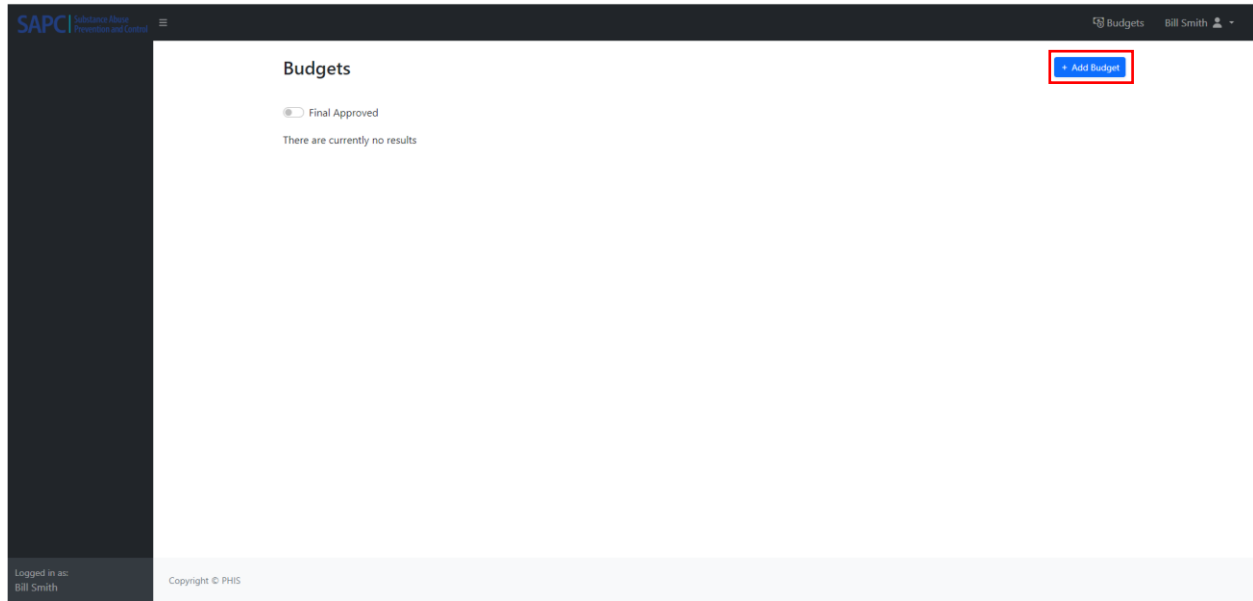 SAPC Substance Abuse
Prevention and Control
Budgets
Bill Smith
Budgets
+ Add Budget
Final Approved
There are currently no results
Logged in as:
Bill Smith
Copyright © PHIS